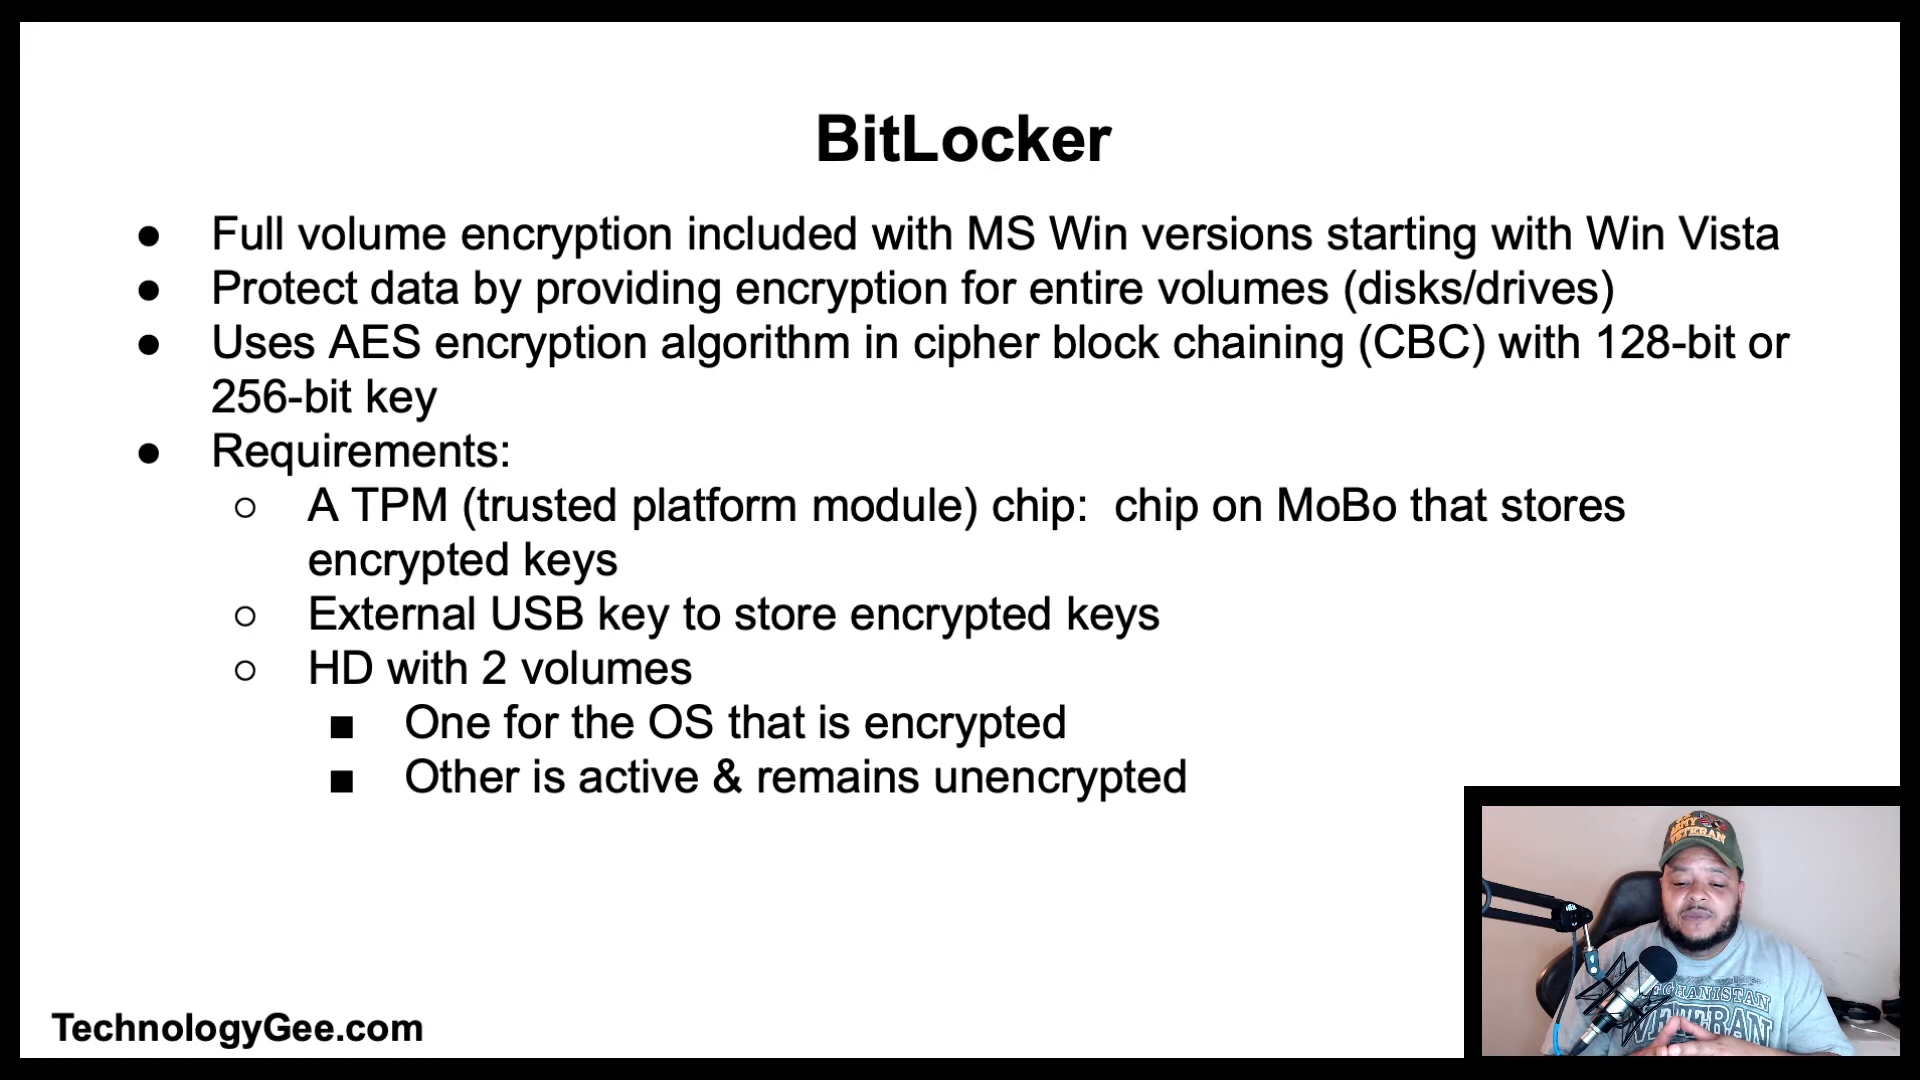 BitLocker
● Full volume encryption included with MS Win versions starting with Win Vista
● Protect data by providing encryption for entire volumes (disks/drives)
● Uses AES encryption algorithm in cipher block chaining (CBC) with 128-bit or
256-bit key
● Requirements:
○ A TPM (trusted platform module) chip:  chip on MoBo that stores
encrypted keys
○ External USB key to store encrypted keys
○ HD with 2 volumes
■ One for the OS that is encrypted
■ Other is active & remains unencrypted
ARMY
VETERAN
VETERAN
TechnologyGee.com